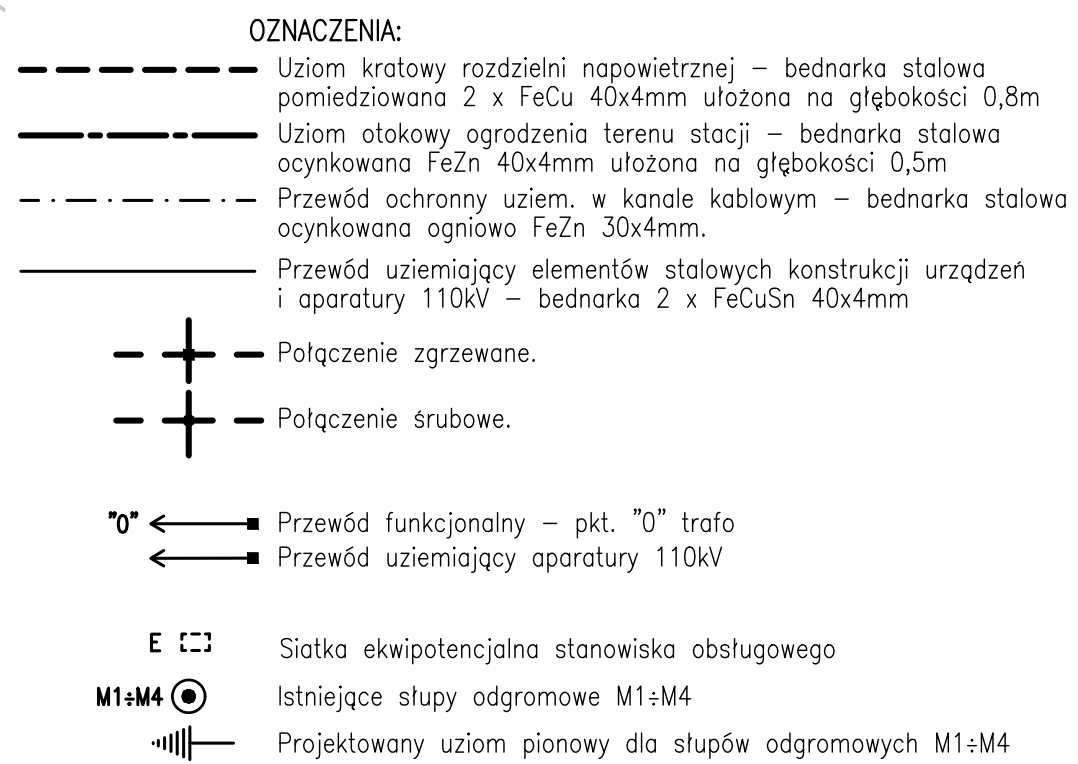 OZNACZENIA:
Uziom kratowy rozdzielni napowietrznej – bednarka stalowa
pomiedziowana 2 x FeCu 40x4mm ułożona na głębokości 0,8m
Uziom otokowy ogrodzenia terenu stacji – bednarka stalowa
ocynkowana FeZn 40x4mm ułożona na głębokości 0,5m
Przewód ochronny uziem. w kanale kablowym – bednarka stalowa
ocynkowana ogniowo FeZn 30x4mm.
Przewód uziemiający elementów stalowych konstrukcji urządzeń
i aparatury 110kV – bednarka 2 x FeCuSn 40x4mm
Połączenie zgrzewane.
Połączenie śrubowe.
"0" Przewód funkcjonalny – pkt. "0" trafo
Przewód uziemiający aparatury 110kV
E Siatka ekwipotencjalna stanowiska obsługowego
M1÷M4 Istniejące słupy odgromowe M1÷M4
Projektowany uziom pionowy dla słupów odgromowych M1÷M4